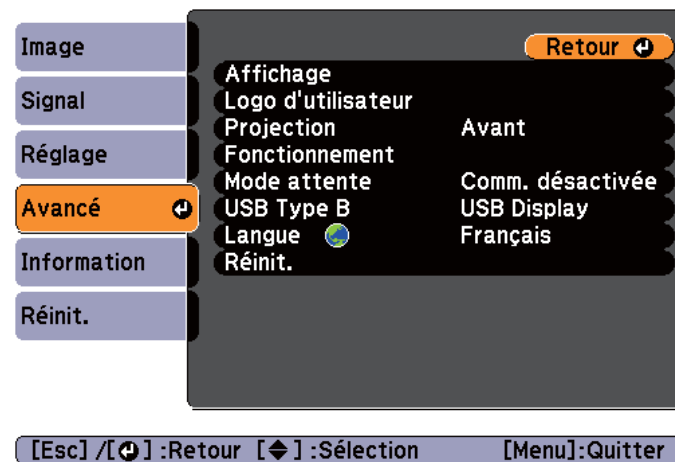 Image
Signal
Réglage
Avancé
Information
Réinit.
Retour
Affichage
Logo d'utilisateur
Projection Avant
Fonctionnement
Mode attente Comm. désactivée
USB Type B USB Display
Langue Français
Réinit.
[Esc] /[ ] :Retour [ ] :Sélection [Menu]:Quitter